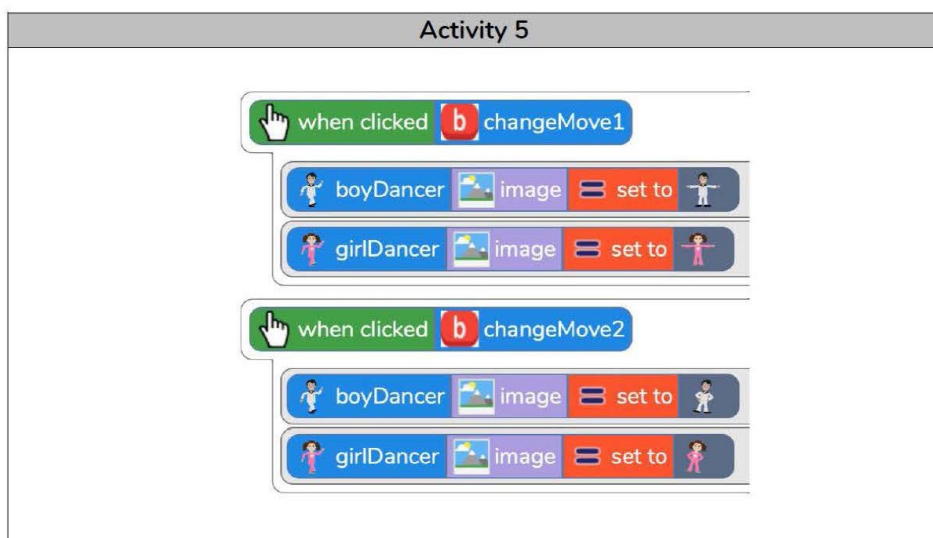 Activity 5
when clicked b changeMove1
boyDancer image = set to
girlDancer image = set to
when clicked b changeMove2
boyDancer image = set to
girlDancer image = set to